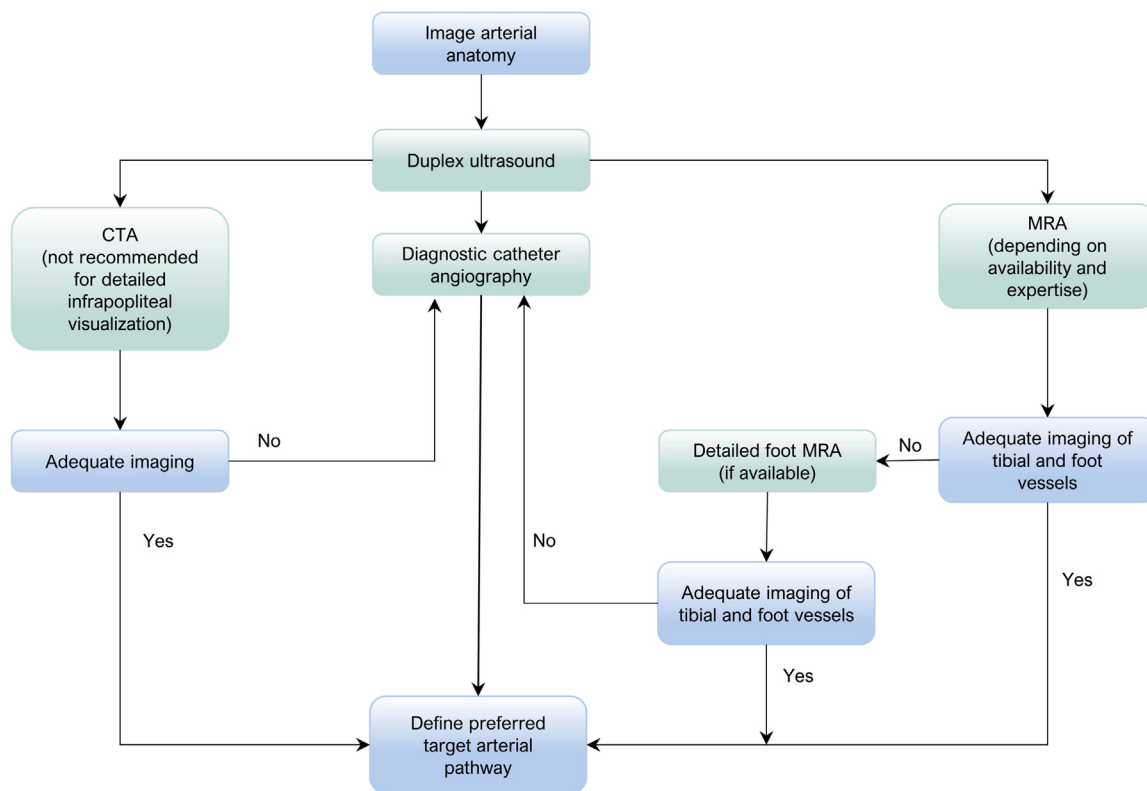 Image arterial
anatomy
Duplex ultrasound
CTA
(not recommended
for detailed
infrapopliteal
visualization)
Diagnostic catheter
angiography
MRA
(depending on
availability and
expertise)
Adequate imaging
No
Yes
Detailed foot MRA
(if available)
No
Adequate imaging of
tibial and foot
vessels
No
Adequate imaging of
tibial and foot vessels
Yes
Yes
Define preferred
target arterial
pathway